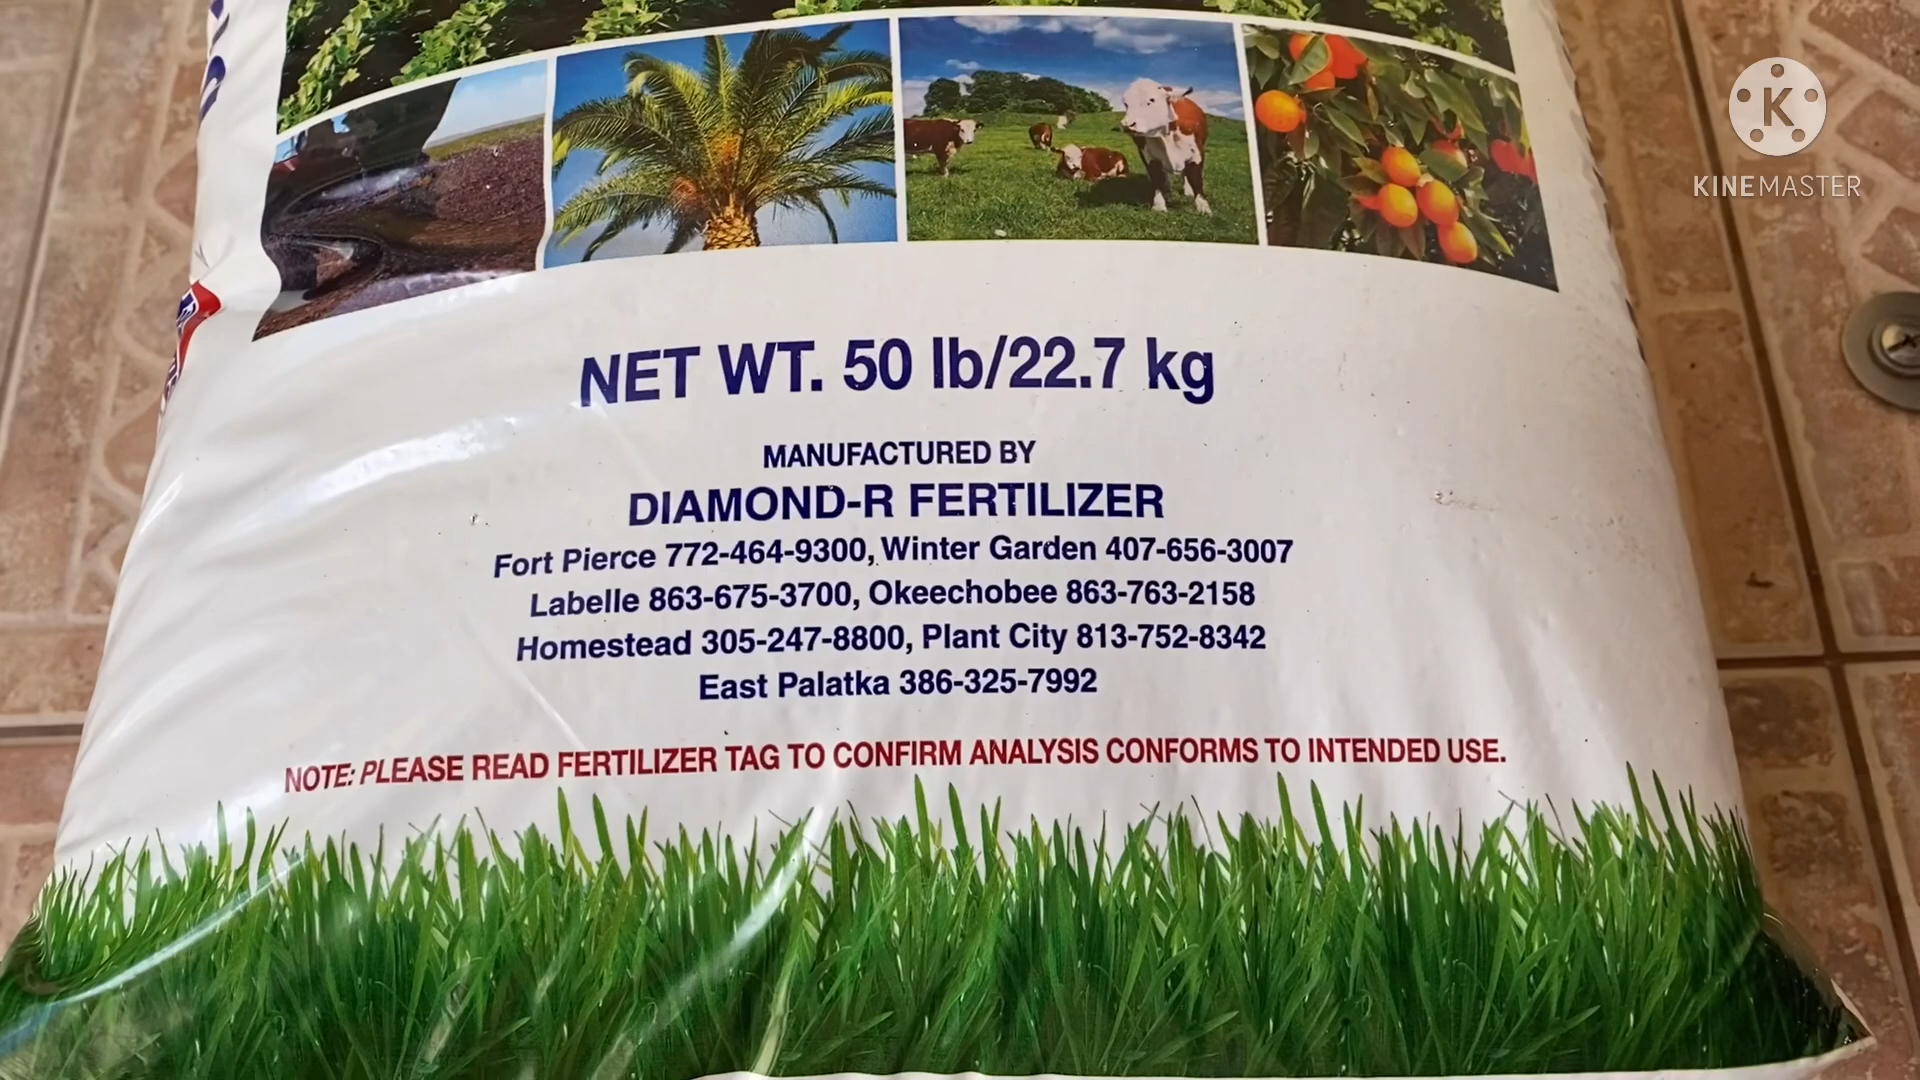 K
KINEMASTER
NET WT. 50 lb/22.7 kg
MANUFACTURED BY
DIAMOND-R FERTILIZER
Fort Pierce 772-464-9300, Winter Garden 407-656-3007
Labelle 863-675-3700, Okeechobee 863-763-2158
Homestead 305-247-8800, Plant City 813-752-8342
East Palatka 386-325-7992
NOTE: PLEASE READ FERTILIZER TAG TO CONFIRM ANALYSIS CONFORMS TO INTENDED USE.